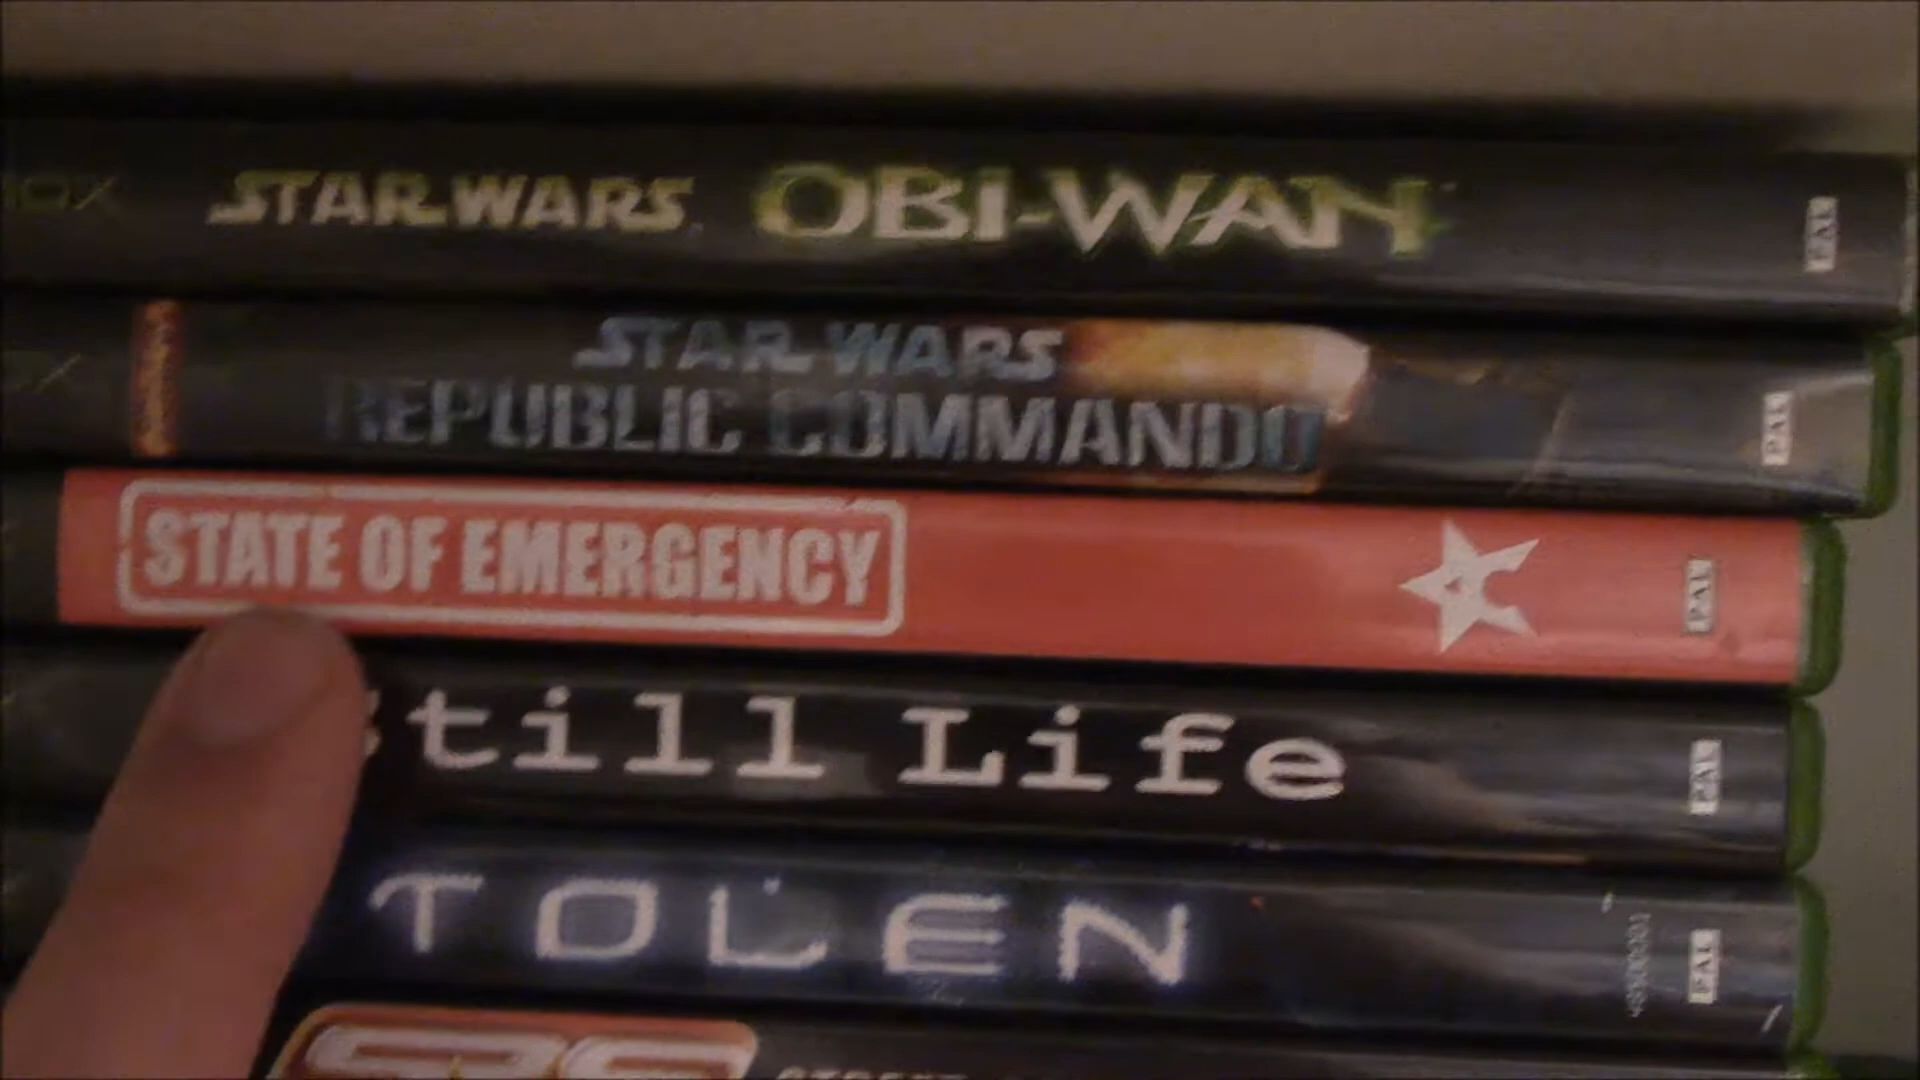 STAR WARS OBI-WAN PAL
STAR WARS
REPUBLIC COMMANDO PAL
STATE OF EMERGENCY PAL
till Life PAL
TOLEN PAL